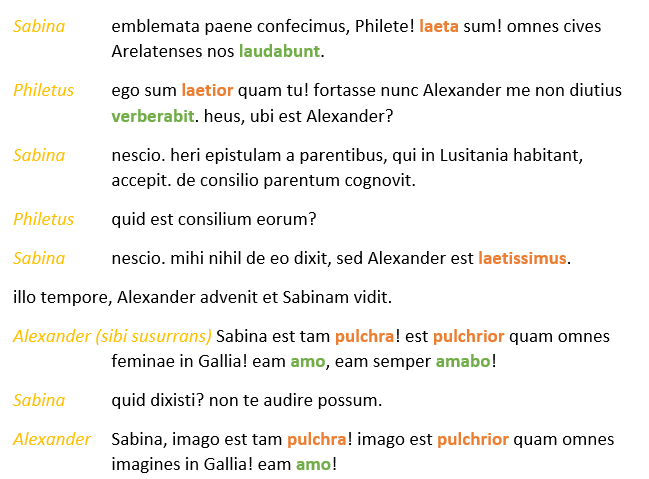 Sabina emblemata paene confecimus, Philete! laeta sum! omnes cives
Arelatenses nos laudabunt.
Philetus ego sum laetior quam tu! fortasse nunc Alexander me non diutius
verberabit. heus, ubi est Alexander?
Sabina nescio. heri epistulam a parentibus, qui in Lusitania habitant,
accepit. de consilio parentum cognovit.
Philetus quid est consilium eorum?
Sabina nescio. mihi nihil de eo dixit, sed Alexander est laetissimus.
illo tempore, Alexander advenit et Sabinam vidit.
Alexander (sibi susurrans) Sabina est tam pulchra! est pulchrior quam omnes
feminae in Gallia! eam amo, eam semper amabo!
Sabina quid dixisti? non te audire possum.
Alexander Sabina, imago est tam pulchra! imago est pulchrior quam omnes
imagines in Gallia! eam amo!